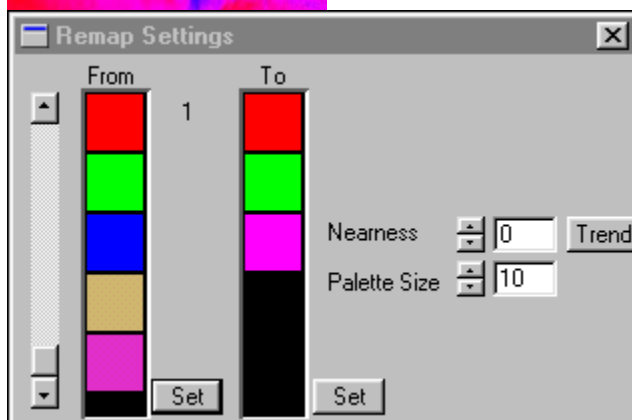 Remap Settings
From To
1
Nearness 0 Trend
Palette Size 10
Set Set